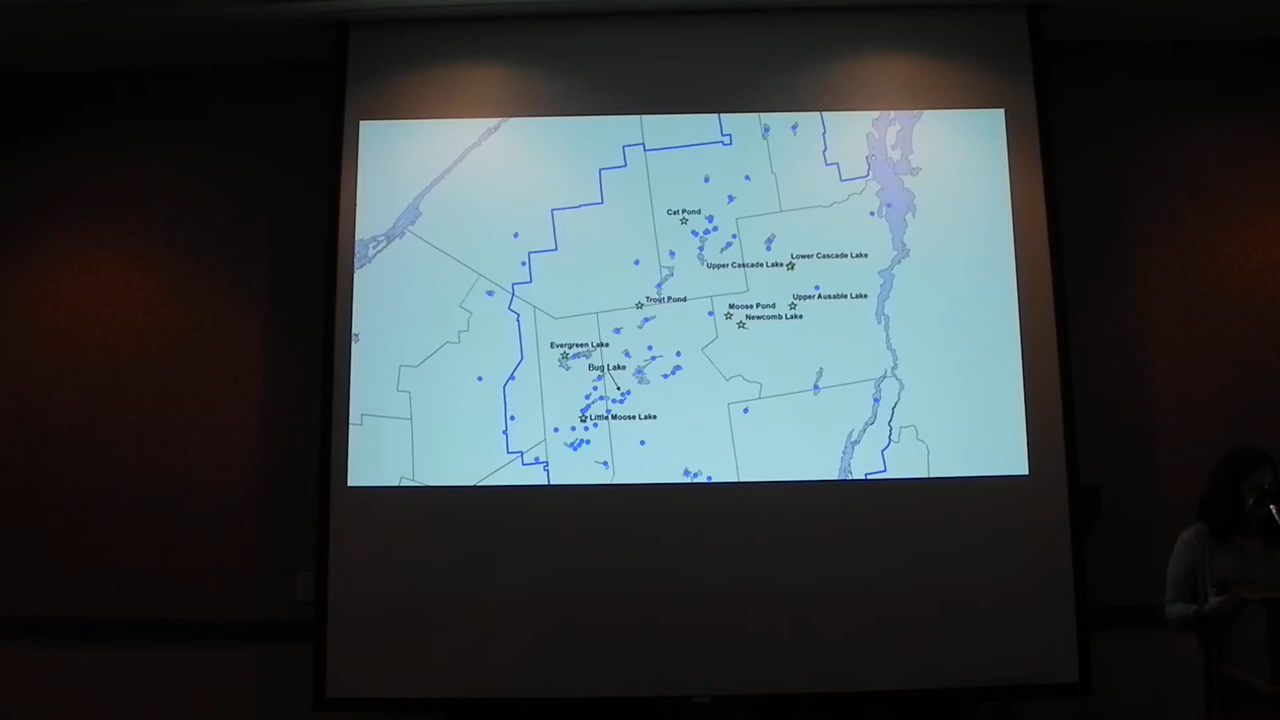 Cat Pond
Lower Cascade Lake
Upper Cascade Lake
Upper Ausable Lake
Trout Pond
Moose Pond
Newcomb Lake
Evergreen Lake
Bug Lake
Little Moose Lake